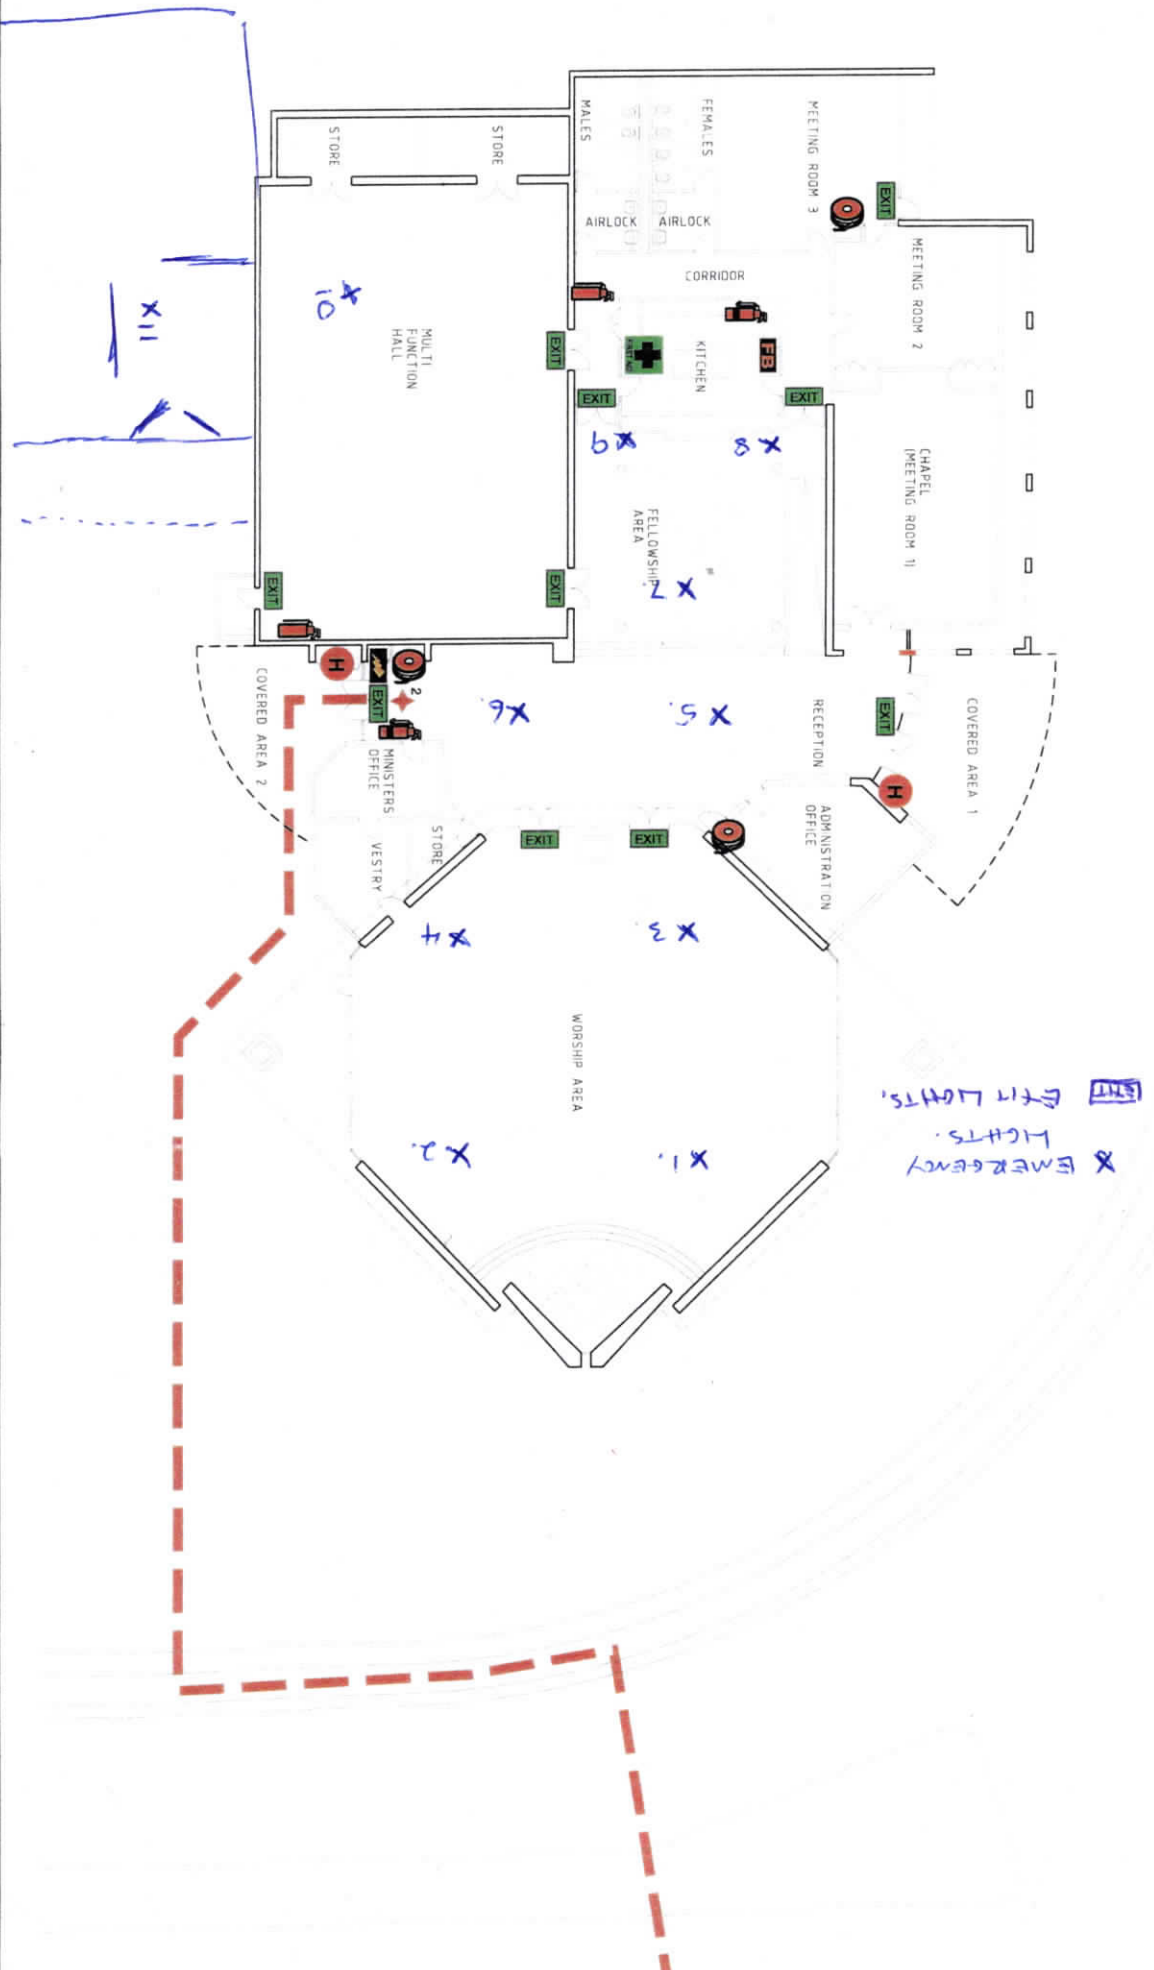 MALES
FEMALES
MEETING ROOM 3
STORE
STORE
EXIT
AIRLOCK
AIRLOCK
MEETING ROOM 2
CORRIDOR
10
x 11
MULTI
FUNCTION
HALL
EXIT
FIRST AID
KITCHEN
FB
EXIT
EXIT
x 9
x 8
CHAPEL
(MEETING ROOM 1)
FELLOWSHIP
AREA
x 7.
EXIT
EXIT
H
2
EXIT
COVERED AREA 2
x 6.
x 5.
RECEPTION
EXIT
COVERED AREA 1
MINISTERS
OFFICE
H
STORE
VESTRY
EXIT
EXIT
ADMINISTRATION
OFFICE
x 4
x 3
WORSHIP AREA
x 2.
x 1.
x EMERGENCY
LIGHTS.
EXIT EXIT LIGHTS.